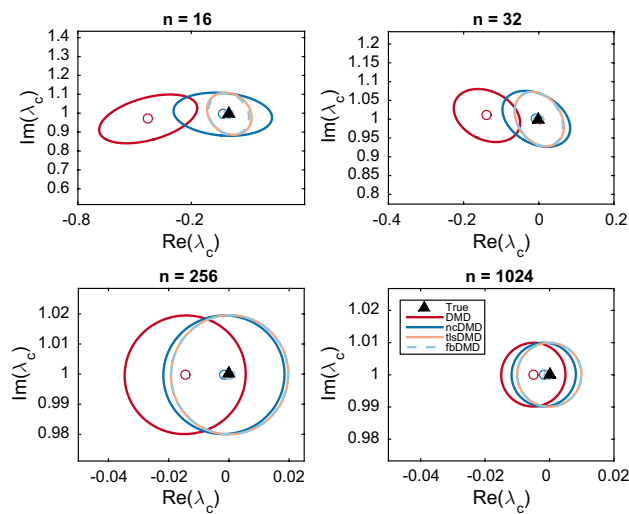 n = 16
1.4
1.3
1.2
1.1
1
0.9
0.8
0.7
0.6
Im(λc)
-0.8
-0.2
Re(λc)
n = 32
1.2
1.15
1.1
1.05
1
0.95
0.9
0.85
0.8
Im(λc)
-0.4
-0.2
0
0.2
Re(λc)
n = 256
1.02
1.01
1
0.99
0.98
Im(λc)
-0.04
-0.02
0
0.02
Re(λc)
n = 1024
True
DMD
ncDMD
tlsDMD
fbDMD
1.02
1.01
1
0.99
0.98
Im(λc)
-0.04
-0.02
0
0.02
Re(λc)